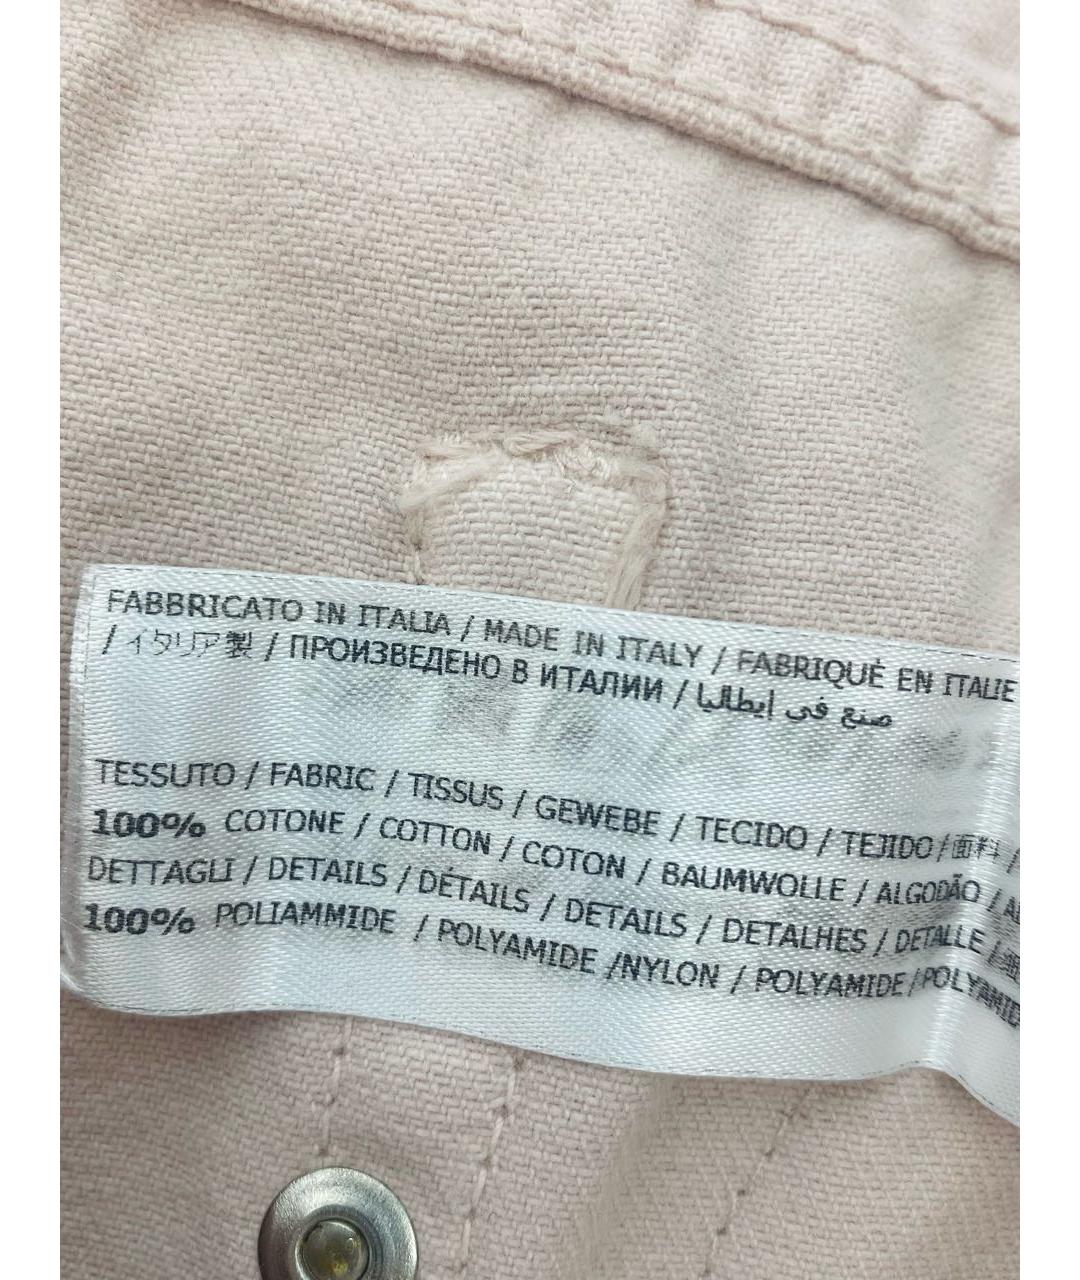 FABBRICATO IN ITALIA / MADE IN ITALY / FABRIQUÉ EN ITALIE
/ イタリア製 / ПРОИЗВЕДЕНО В ИТАЛИИ / صنع في إيطاليا
TESSUTO / FABRIC / TISSUS / GEWEBE / TECIDO / TEJIDO / 面料 /
100% COTONE / COTTON / COTON / BAUMWOLLE / ALGODÃO /
DETTAGLI / DETAILS / DÉTAILS / DETAILS / DETALHES / DETALLE /
100% POLIAMMIDE / POLYAMIDE /NYLON / POLYAMIDE /